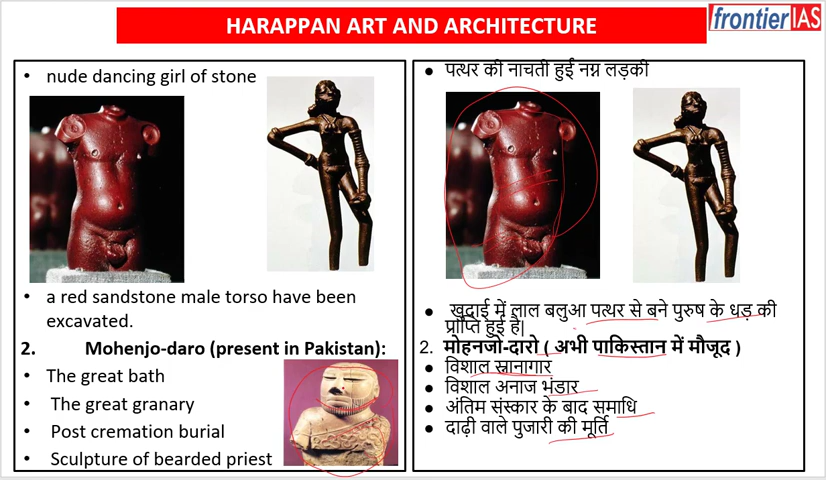 HARAPPAN ART AND ARCHITECTURE
frontier IAS
• nude dancing girl of stone
• a red sandstone male torso have been
excavated.
2. Mohenjo-daro (present in Pakistan):
• The great bath
• The great granary
• Post cremation burial
• Sculpture of bearded priest
• पत्थर की नाचती हुई नग्न लड़की
• खुदाई में लाल बलुआ पत्थर से बने पुरुष के धड़ की
प्राप्ति हुई है।
2. मोहनजो-दारो ( अभी पाकिस्तान में मौजूद )
• विशाल स्नानागार
• विशाल अनाज भंडार
• अंतिम संस्कार के बाद समाधि
• दाढ़ी वाले पुजारी की मूर्ति